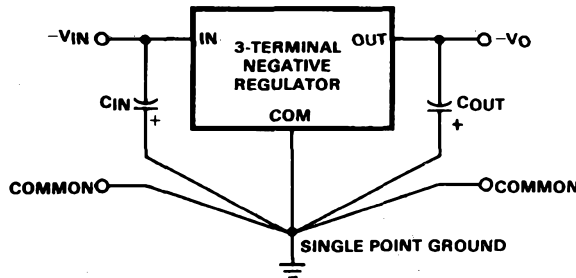 -VIN
IN
3-TERMINAL
NEGATIVE
REGULATOR
OUT
-VO
COM
CIN
+
COUT
+
COMMON
COMMON
SINGLE POINT GROUND